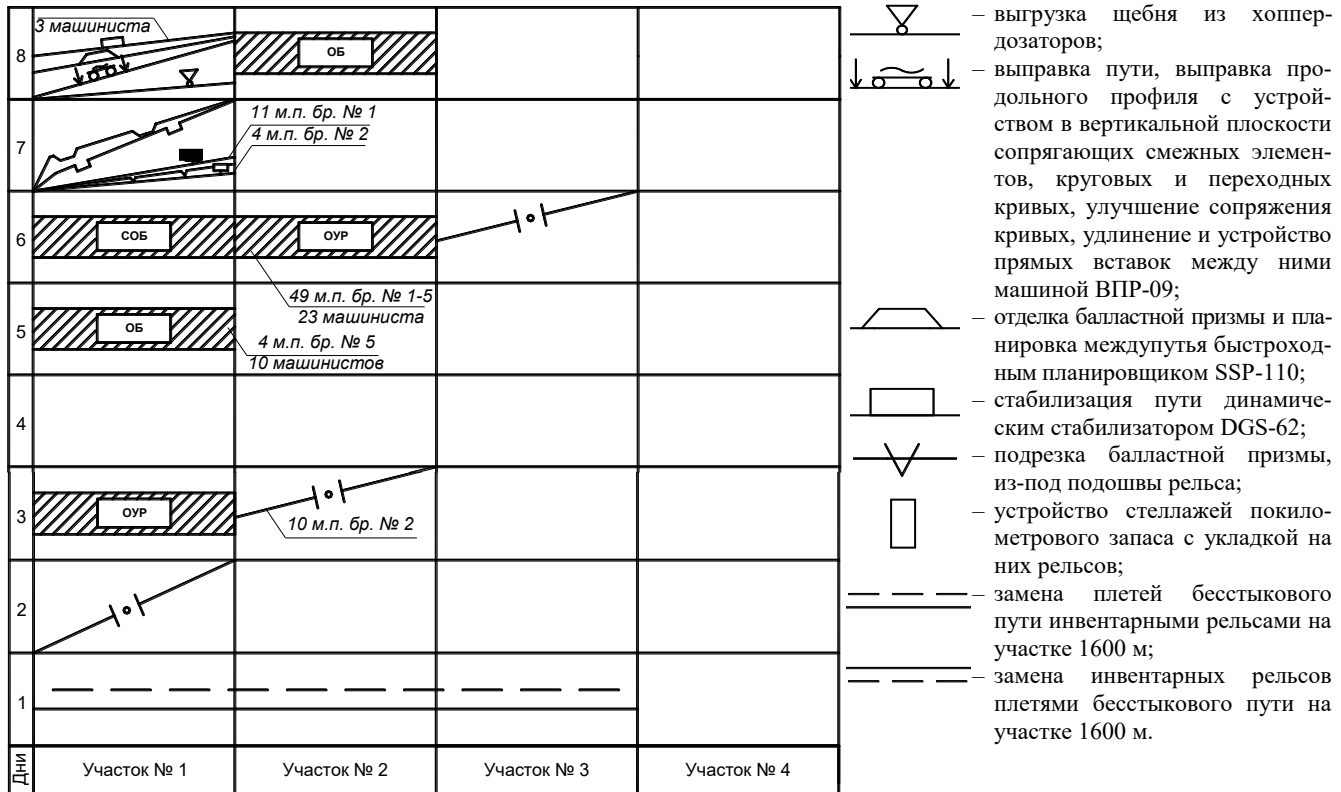 8
3 машиниста
ОБ
7
11 м.п. бр. № 1
4 м.п. бр. № 2
6
СОБ
ОУР
49 м.п. бр. № 1-5
23 машиниста
5
ОБ
4 м.п. бр. № 5
10 машинистов
4
3
ОУР
10 м.п. бр. № 2
2
1
Дни
Участок № 1
Участок № 2
Участок № 3
Участок № 4
– выгрузка щебня из хоппер-
дозаторов;
– выправка пути, выправка про-
дольного профиля с устрой-
ством в вертикальной плоскости
сопрягающих смежных элемен-
тов, круговых и переходных
кривых, улучшение сопряжения
кривых, удлинение и устройство
прямых вставок между ними
машиной ВПР-09;
– отделка балластной призмы и пла-
нировка междупутья быстроход-
ным планировщиком SSP-110;
– стабилизация пути динамиче-
ским стабилизатором DGS-62;
– подрезка балластной призмы,
из-под подошвы рельса;
– устройство стеллажей покило-
метрового запаса с укладкой на
них рельсов;
– замена плетей бесстыкового
пути инвентарными рельсами на
участке 1600 м;
– замена инвентарных рельсов
плетями бесстыкового пути на
участке 1600 м.